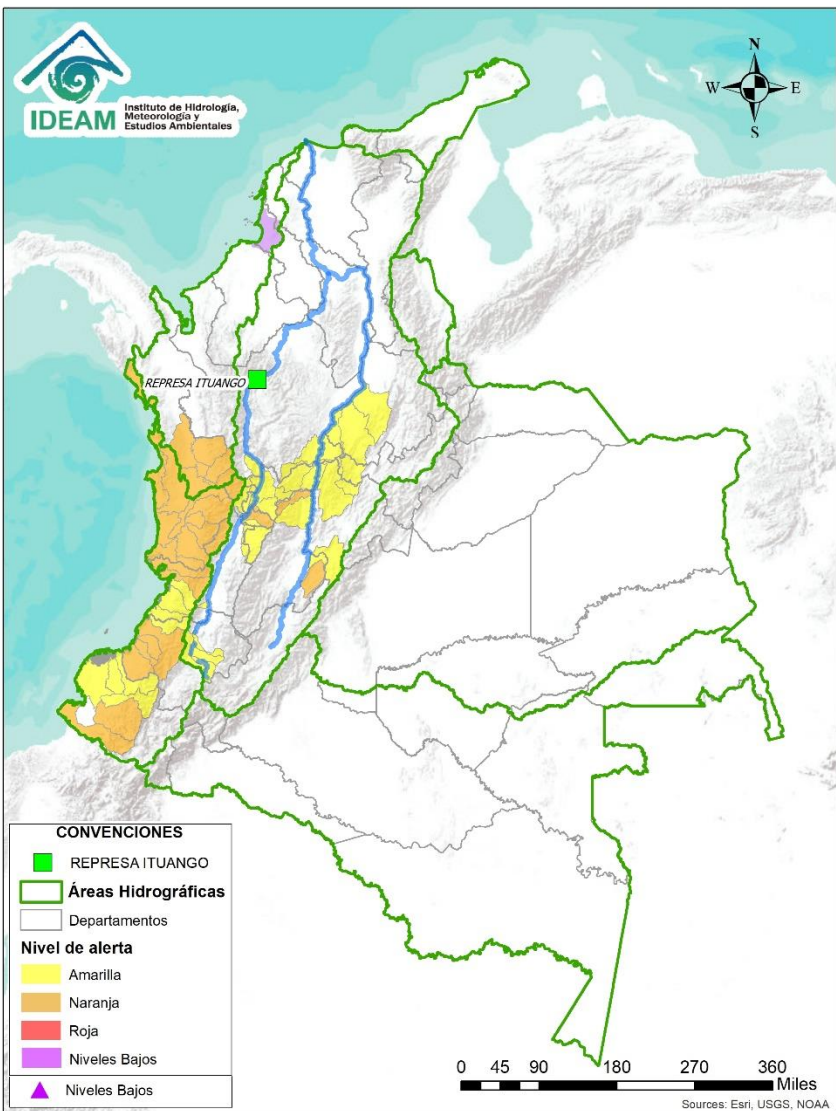 IDEAM
Instituto de Hidrología,
Meteorología y
Estudios Ambientales
N
W
E
S
REPRESA ITUANGO
CONVENCIONES
REPRESA ITUANGO
Áreas Hidrográficas
Departamentos
Nivel de alerta
Amarilla
Naranja
Roja
Niveles Bajos
Niveles Bajos
0 45 90 180 270 360
Miles
Sources: Esri, USGS, NOAA